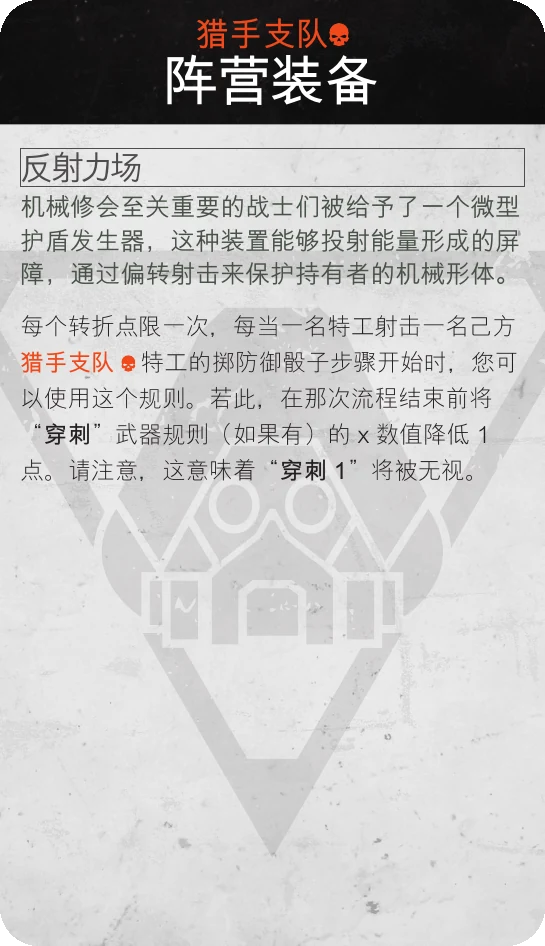 猎手支队
阵营装备
反射力场
机械修会至关重要的战士们被给予了一个微型
护盾发生器，这种装置能够投射能量形成的屏
障，通过偏转射击来保护持有者的机械形体。
每个转折点限一次，每当一名特工射击一名己方
猎手支队 特工的掷防御骰子步骤开始时，您可
以使用这个规则。若此，在那次流程结束前将
“穿刺”武器规则（如果有）的 x 数值降低 1
点。请注意，这意味着“穿刺 1”将被无视。